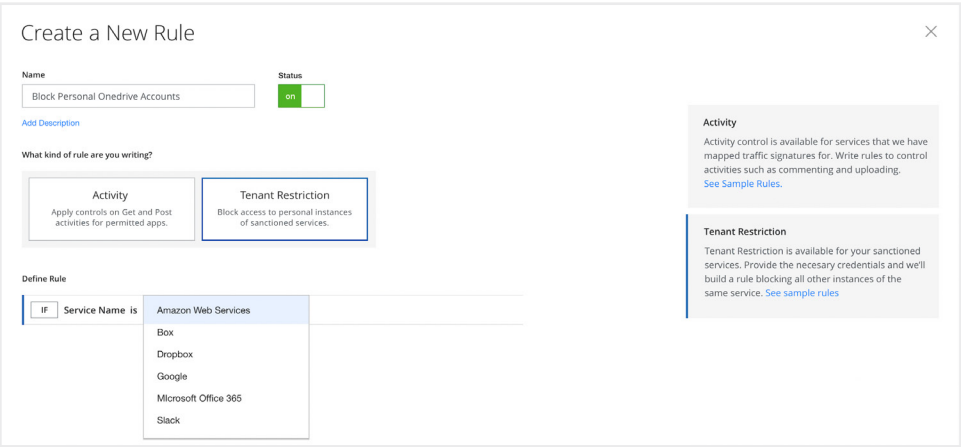 Create a New Rule
Name
Status
Block Personal Onedrive Accounts
on
Add Description
What kind of rule are you writing?
Activity
Apply controls on Get and Post
activities for permitted apps.
Tenant Restriction
Block access to personal instances
of sanctioned services.
Define Rule
IF Service Name is
Amazon Web Services
Box
Dropbox
Google
MIcrosoft Office 365
Slack
Activity
Activity control is available for services that we have
mapped traffic signatures for. Write rules to control
activities such as commenting and uploading.
See Sample Rules.
Tenant Restriction
Tenant Restriction is available for your sanctioned
services. Provide the necesary credentials and we'll
build a rule blocking all other instances of the
same service. See sample rules